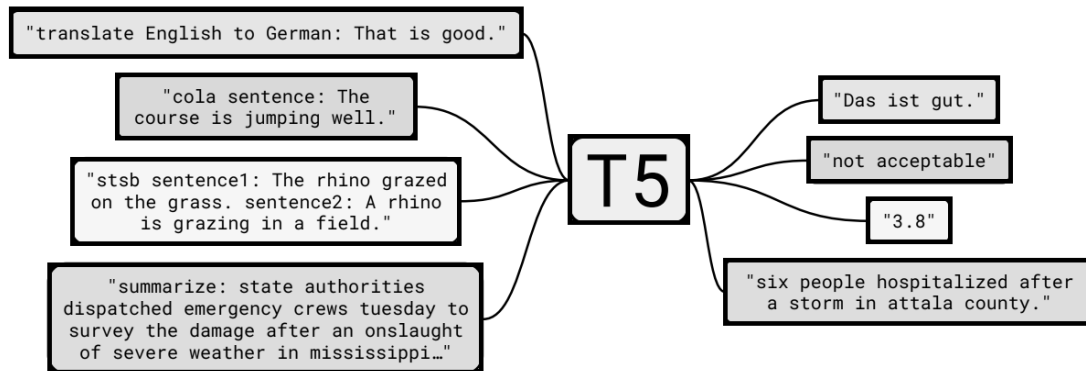 "translate English to German: That is good."
"cola sentence: The
course is jumping well."
"stsb sentence1: The rhino grazed
on the grass. sentence2: A rhino
is grazing in a field."
"summarize: state authorities
dispatched emergency crews tuesday to
survey the damage after an onslaught
of severe weather in mississippi…"
T5
"Das ist gut."
"not acceptable"
"3.8"
"six people hospitalized after
a storm in attala county."